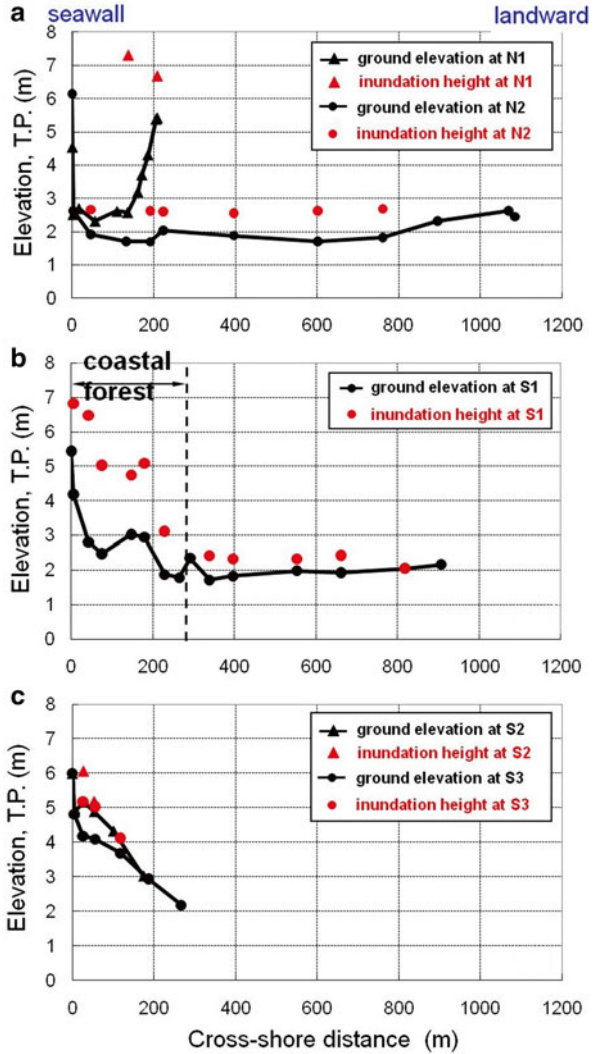 a seawall landward
Elevation, T.P. (m)
8
7
6
5
4
3
2
1
0
ground elevation at N1
inundation height at N1
ground elevation at N2
inundation height at N2
0 200 400 600 800 1000 1200
b
Elevation, T.P. (m)
8
7
6
5
4
3
2
1
0
coastal
forest
ground elevation at S1
inundation height at S1
0 200 400 600 800 1000 1200
c
Elevation, T.P. (m)
8
7
6
5
4
3
2
1
0
ground elevation at S2
inundation height at S2
ground elevation at S3
inundation height at S3
0 200 400 600 800 1000 1200
Cross-shore distance (m)